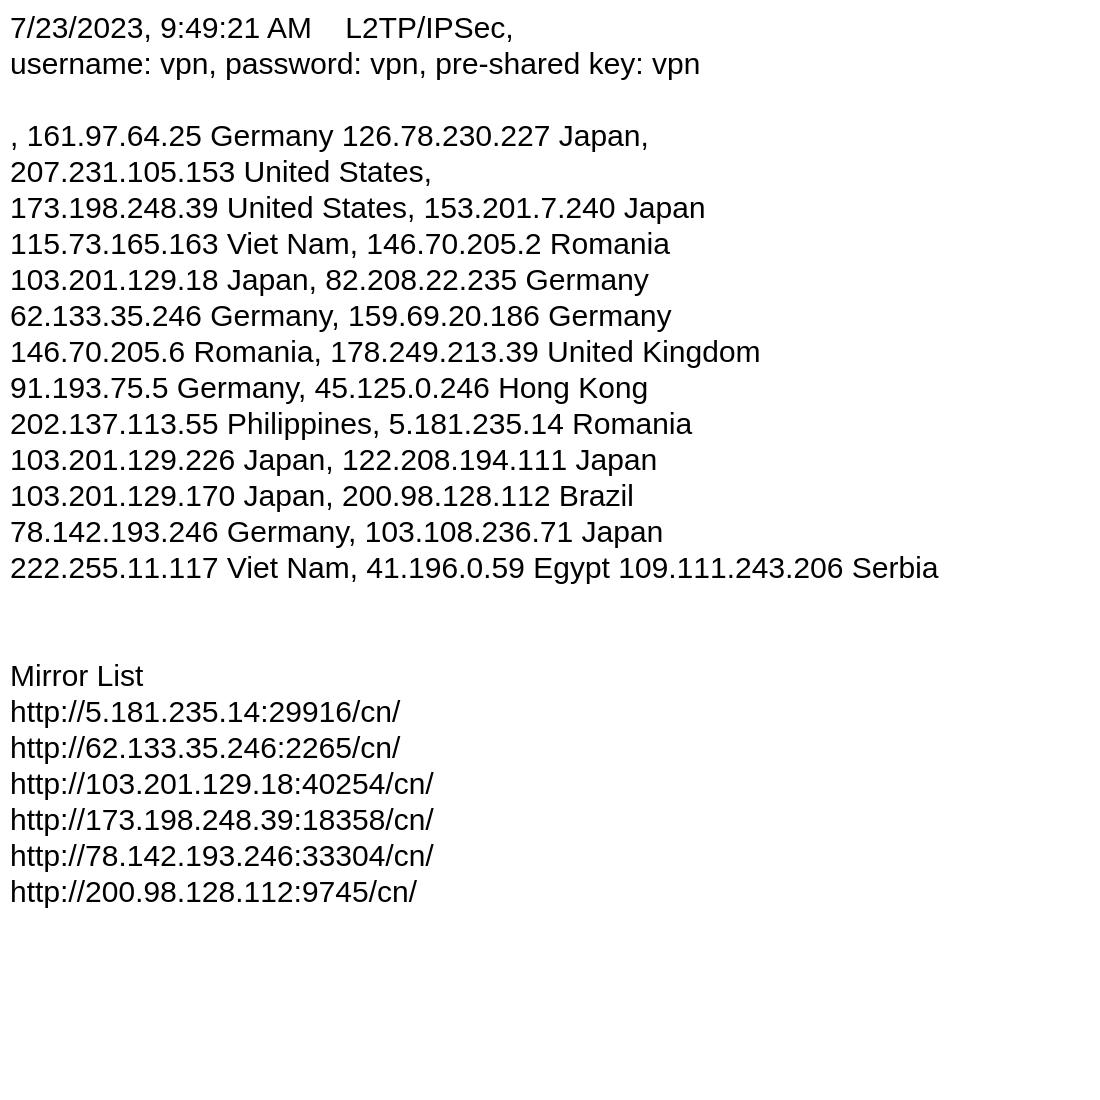 7/23/2023, 9:49:21 AM    L2TP/IPSec,
username: vpn, password: vpn, pre-shared key: vpn
, 161.97.64.25 Germany 126.78.230.227 Japan,
207.231.105.153 United States,
173.198.248.39 United States, 153.201.7.240 Japan
115.73.165.163 Viet Nam, 146.70.205.2 Romania
103.201.129.18 Japan, 82.208.22.235 Germany
62.133.35.246 Germany, 159.69.20.186 Germany
146.70.205.6 Romania, 178.249.213.39 United Kingdom
91.193.75.5 Germany, 45.125.0.246 Hong Kong
202.137.113.55 Philippines, 5.181.235.14 Romania
103.201.129.226 Japan, 122.208.194.111 Japan
103.201.129.170 Japan, 200.98.128.112 Brazil
78.142.193.246 Germany, 103.108.236.71 Japan
222.255.11.117 Viet Nam, 41.196.0.59 Egypt 109.111.243.206 Serbia
Mirror List
http://5.181.235.14:29916/cn/
http://62.133.35.246:2265/cn/
http://103.201.129.18:40254/cn/
http://173.198.248.39:18358/cn/
http://78.142.193.246:33304/cn/
http://200.98.128.112:9745/cn/